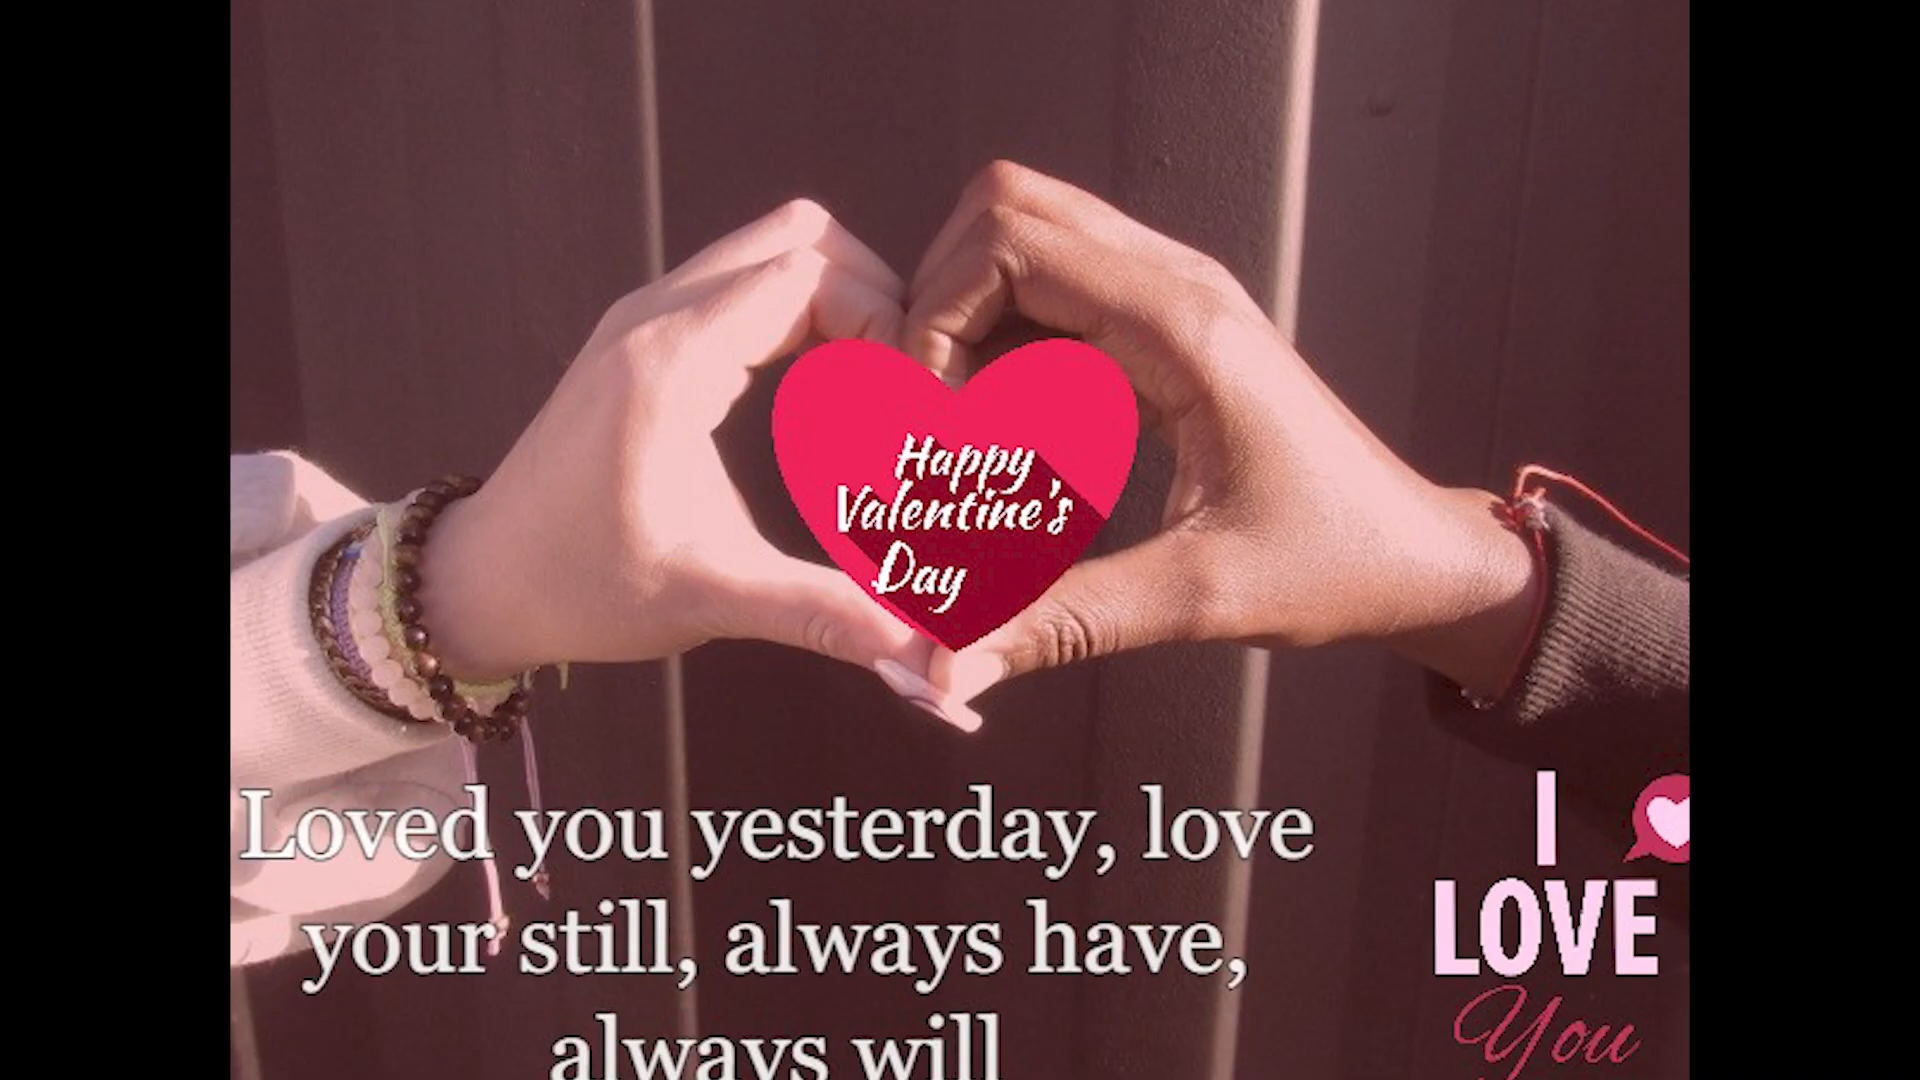 Happy
Valentine's
Day
Loved you yesterday, love
your still, always have,
always will
I
LOVE
You